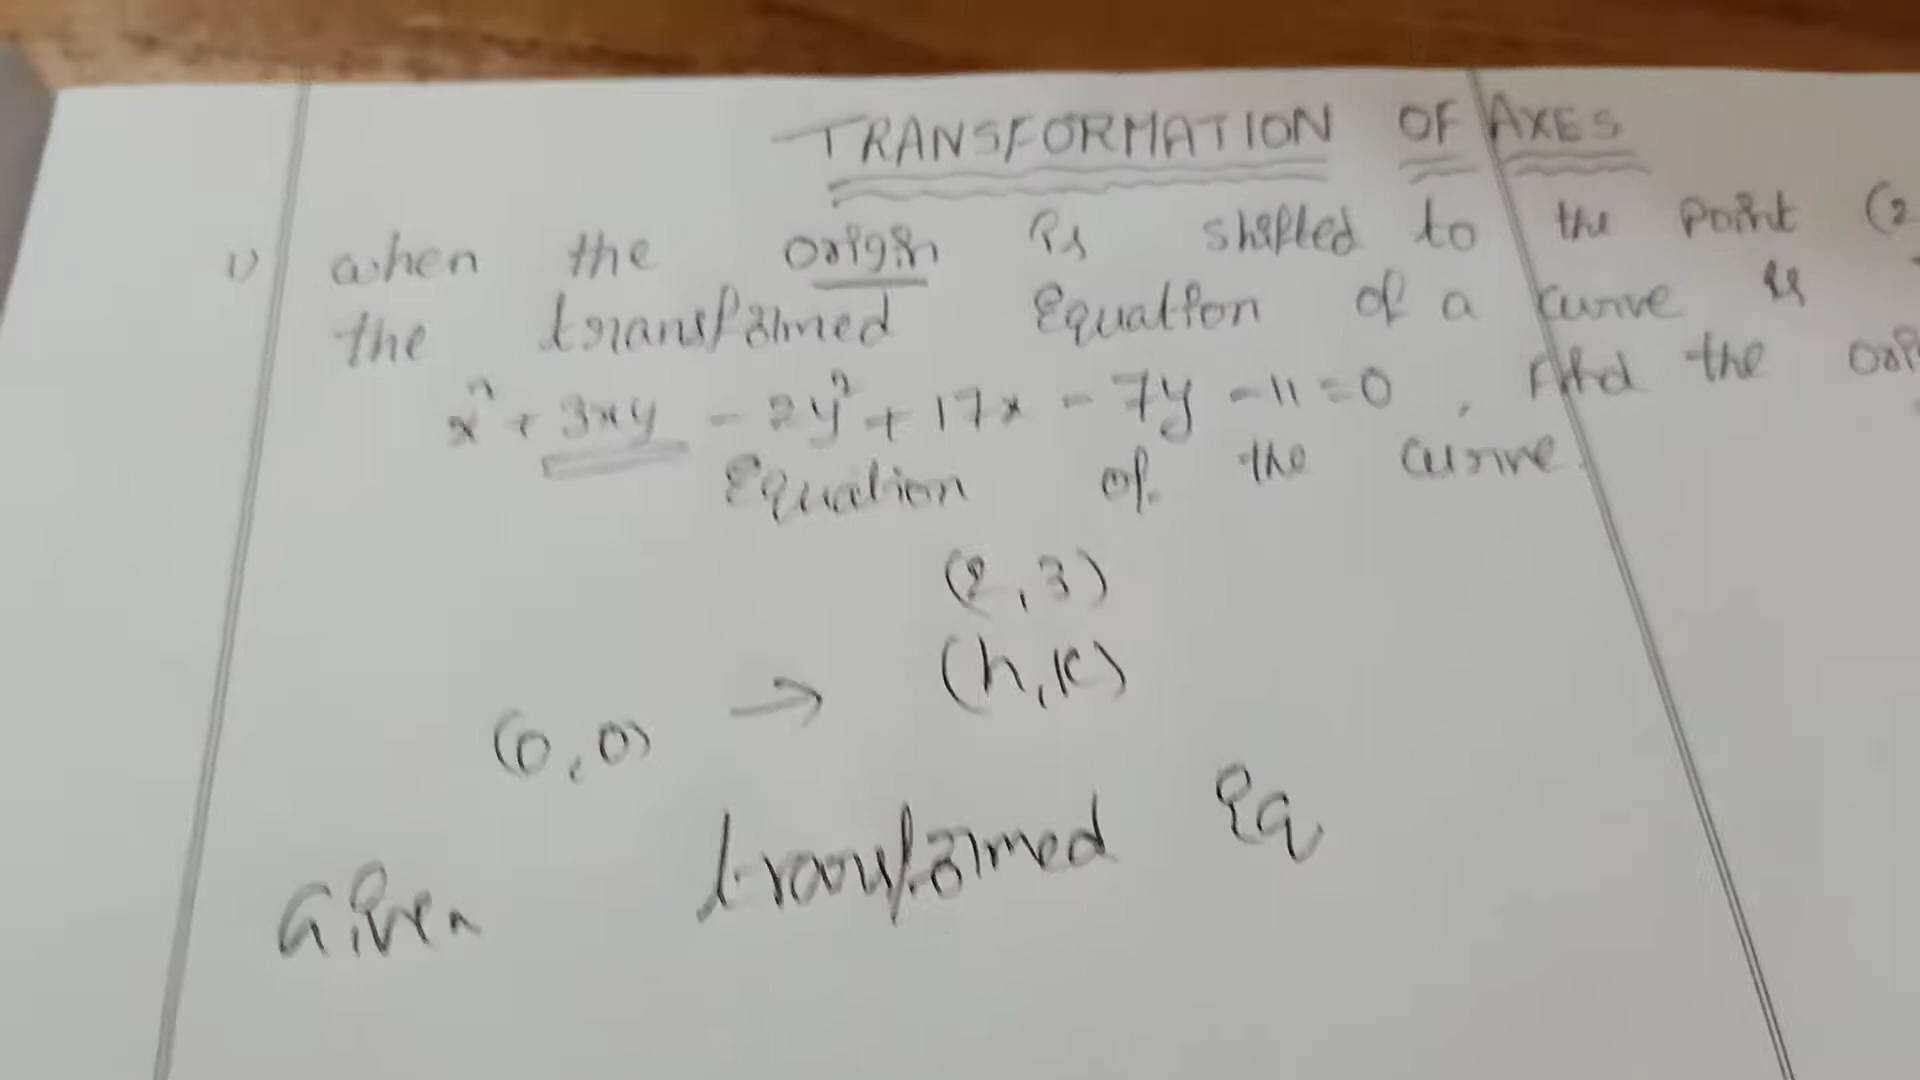 TRANSFORMATION OF AXES
1) when the origin is shifted to the point (2
the transformed Equation of a curve is
x² + 3xy - 2y² + 17x - 7y - 11 = 0. Find the ori
Equation of the curve.
(2,3)
(0,0) → (h,k)
Given transformed Eq